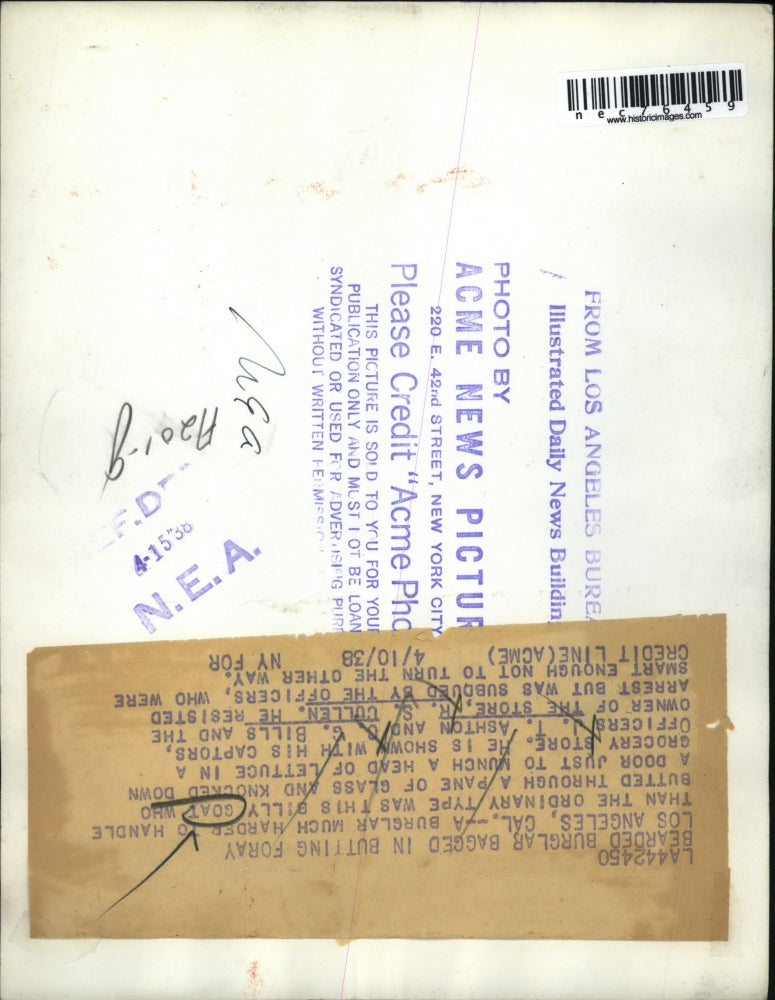 nec76459
www.historicimages.com
FROM LOS ANGELES BUREA
Illustrated Daily News Buildin
PHOTO BY
ACME NEWS PICTUR
220 E. 42nd STREET, NEW YORK CITY
Please Credit "Acme Pho
THIS PICTURE IS SOLD TO YOU FOR YOUR
PUBLICATION ONLY AND MUST NOT BE LOAN
SYNDICATED OR USED FOR ADVERTISING PURP
WITHOUT WRITTEN PERMISSION
NEA
4-15'38
N.E.A.
LA442450
BEARDED BURGLAR BAGGED IN BUTTING FORAY
LOS ANGELES, CAL.,--A BURGLAR MUCH HARDER TO HANDLE
THAN THE ORDINARY TYPE WAS THIS BILLY GOAT WHO
BUTTED THROUGH A PANE OF GLASS AND KNOCKED DOWN
A DOOR JUST TO MUNCH A HEAD OF LETTUCE IN A
GROCERY STORE. HE IS SHOWN WITH HIS CAPTORS,
OFFICERS T. ASHTON AND G. BILLS AND THE
OWNER OF THE STORE, S. CULLEN. HE RESISTED
ARREST BUT WAS SUBDUED BY THE OFFICERS, WHO WERE
SMART ENOUGH NOT TO TURN THE OTHER WAY.
CREDIT LINE(ACME) 4/10/38 NY FOR